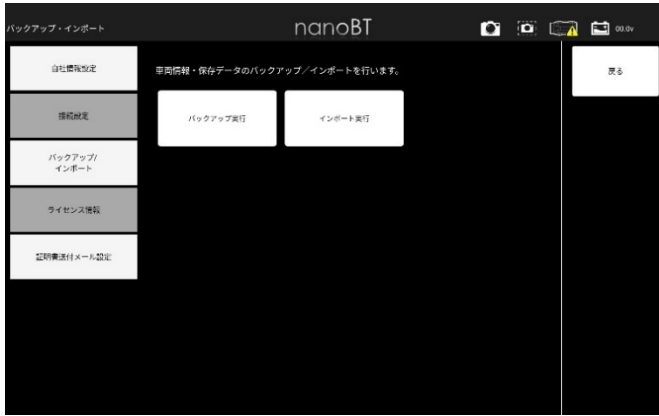 バックアップ・インポート
nanoBT
00.0v
自社情報設定
車両情報・保存データのバックアップ／インポートを行います。
戻る
接続設定
バックアップ実行
インポート実行
バックアップ/
インポート
ライセンス情報
証明書送付メール設定